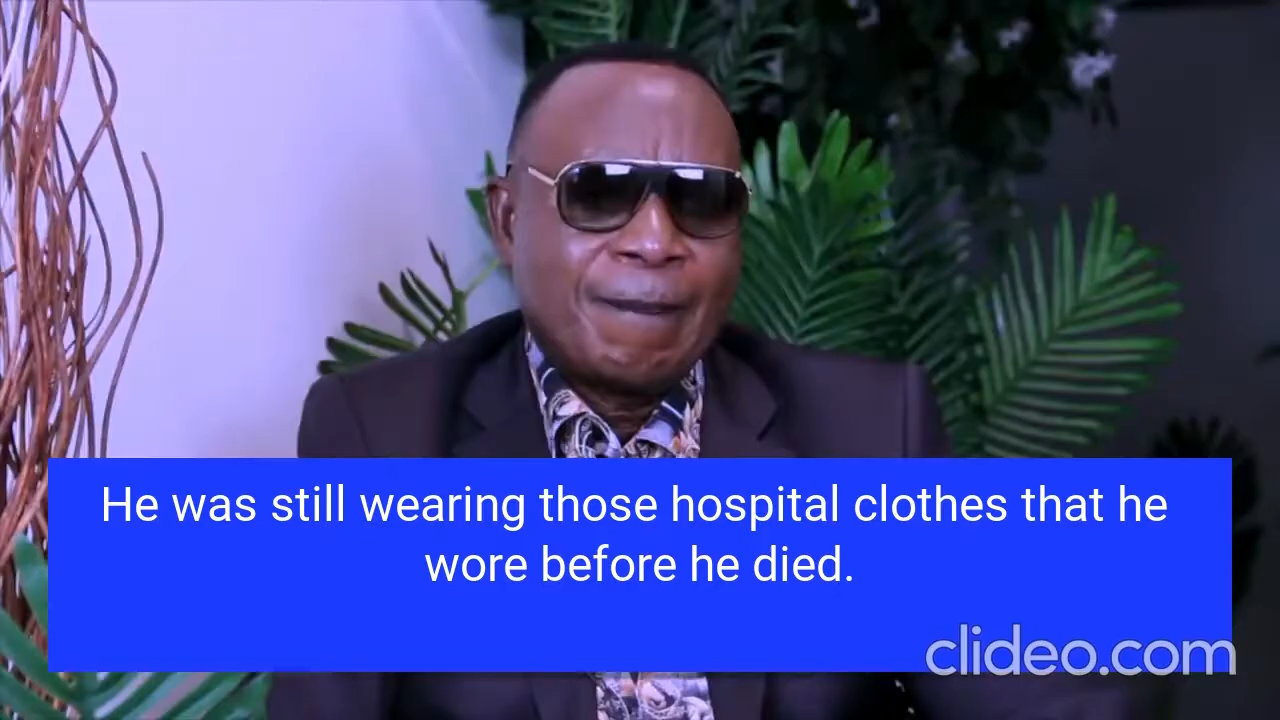 He was still wearing those hospital clothes that he
wore before he died.
clideo.com